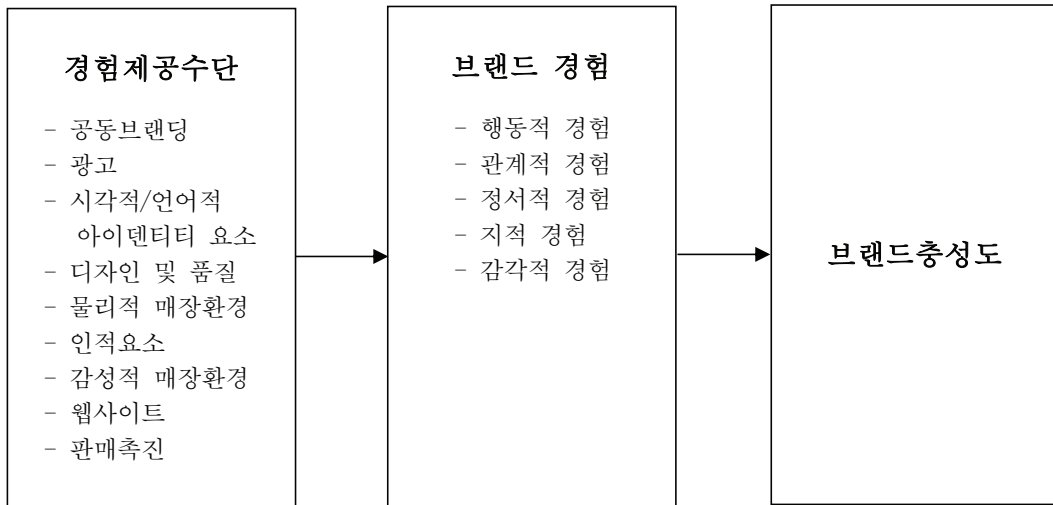 경험제공수단
- 공동브랜딩
- 광고
- 시각적/언어적
아이덴티티 요소
- 디자인 및 품질
- 물리적 매장환경
- 인적요소
- 감성적 매장환경
- 웹사이트
- 판매촉진
브랜드 경험
- 행동적 경험
- 관계적 경험
- 정서적 경험
- 지적 경험
- 감각적 경험
브랜드충성도